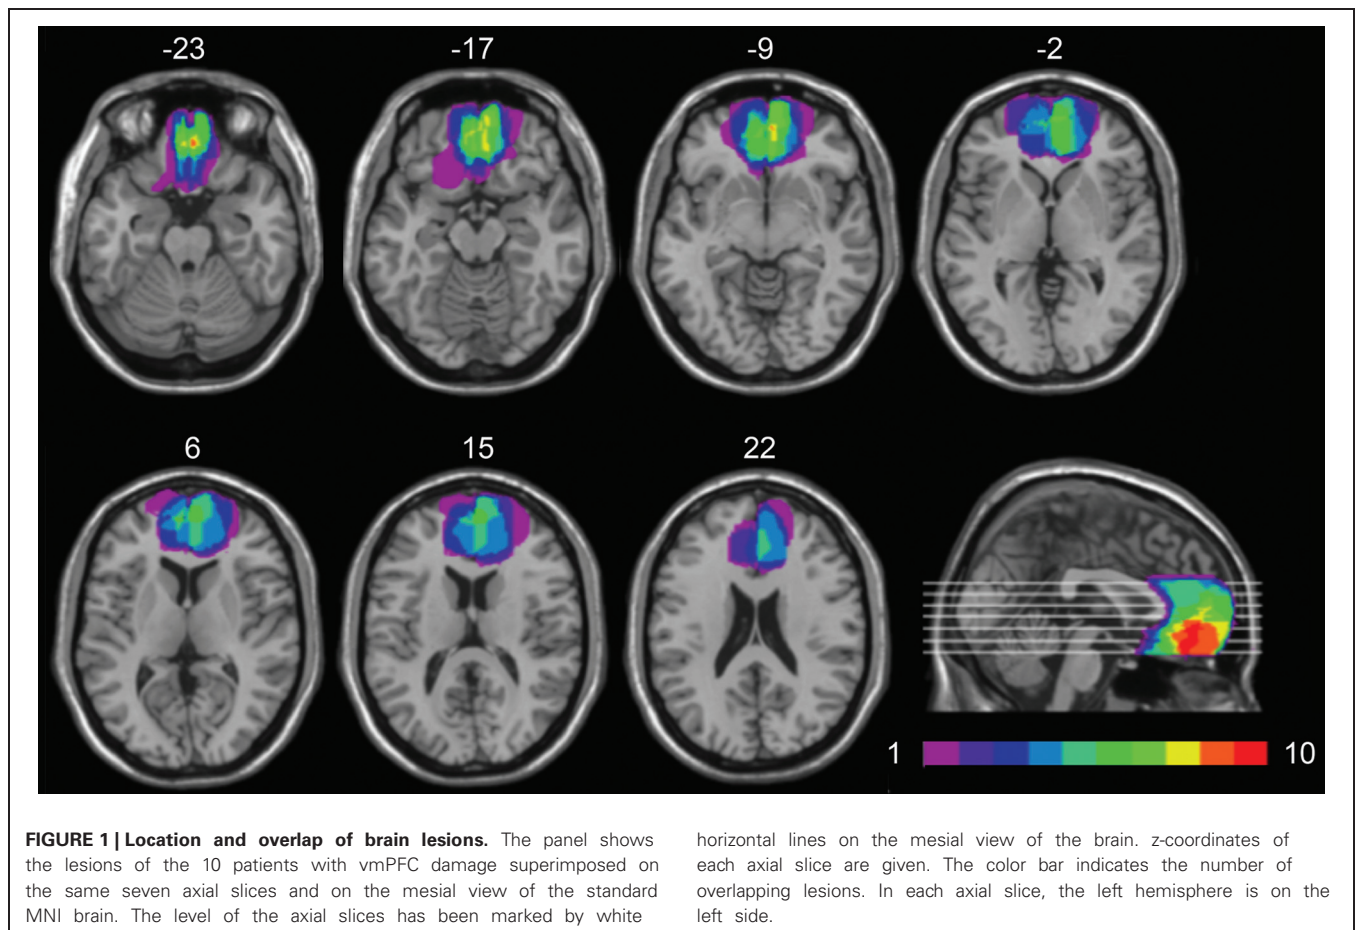 -23
-17
-9
-2
6
15
22
1
10
FIGURE 1 | Location and overlap of brain lesions. The panel shows
the lesions of the 10 patients with vmPFC damage superimposed on
the same seven axial slices and on the mesial view of the standard
MNI brain. The level of the axial slices has been marked by white
horizontal lines on the mesial view of the brain. z-coordinates of
each axial slice are given. The color bar indicates the number of
overlapping lesions. In each axial slice, the left hemisphere is on the
left side.